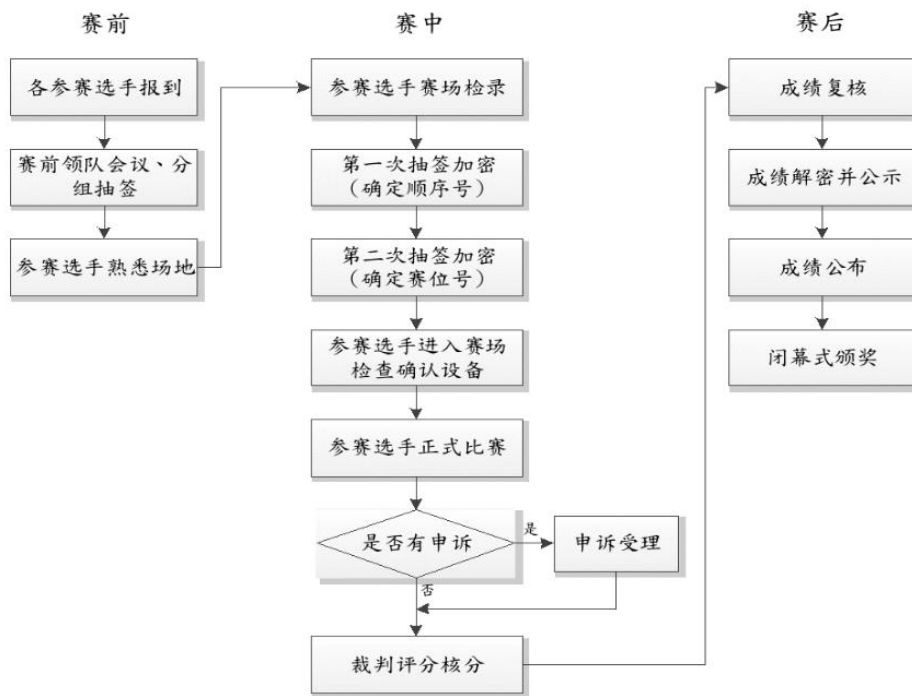 赛前
各参赛选手报到
赛前领队会议、分
组抽签
参赛选手熟悉场地
赛中
参赛选手赛场检录
第一次抽签加密
（确定顺序号）
第二次抽签加密
（确定赛位号）
参赛选手进入赛场
检查确认设备
参赛选手正式比赛
是否有申诉
是
申诉受理
否
裁判评分核分
赛后
成绩复核
成绩解密并公示
成绩公布
闭幕式颁奖